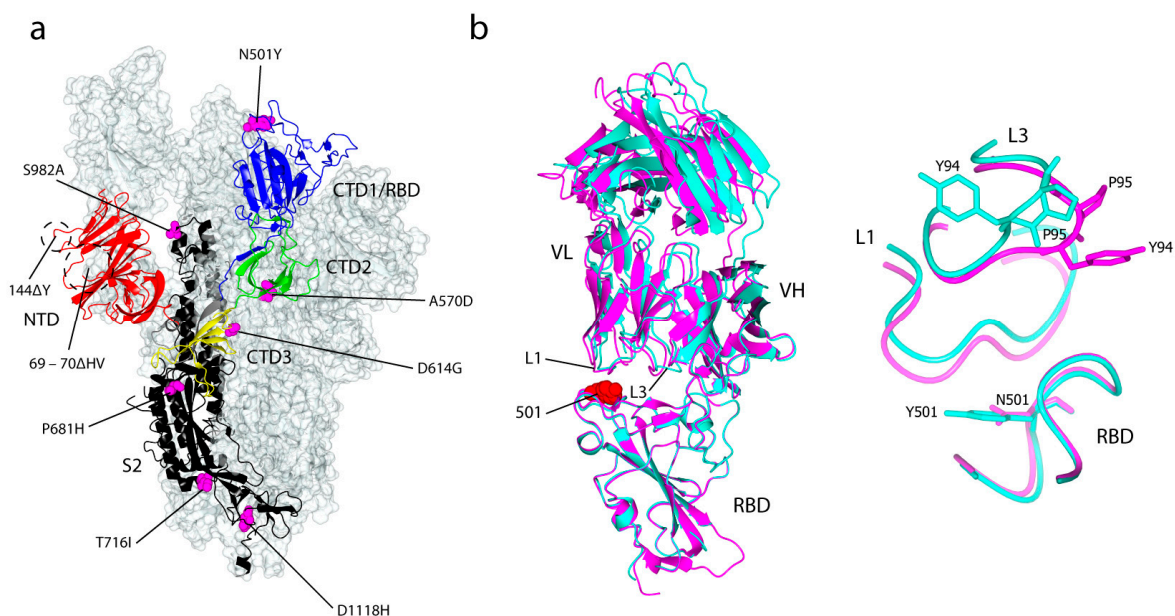 a
N501Y
S982A
CTD1/RBD
144ΔY
NTD
69 – 70ΔHV
CTD2
A570D
CTD3
D614G
P681H
S2
T716I
D1118H
b
VL
VH
L1
L3
501
RBD
L3
Y94
P95
P95
Y94
L1
Y501
N501
RBD